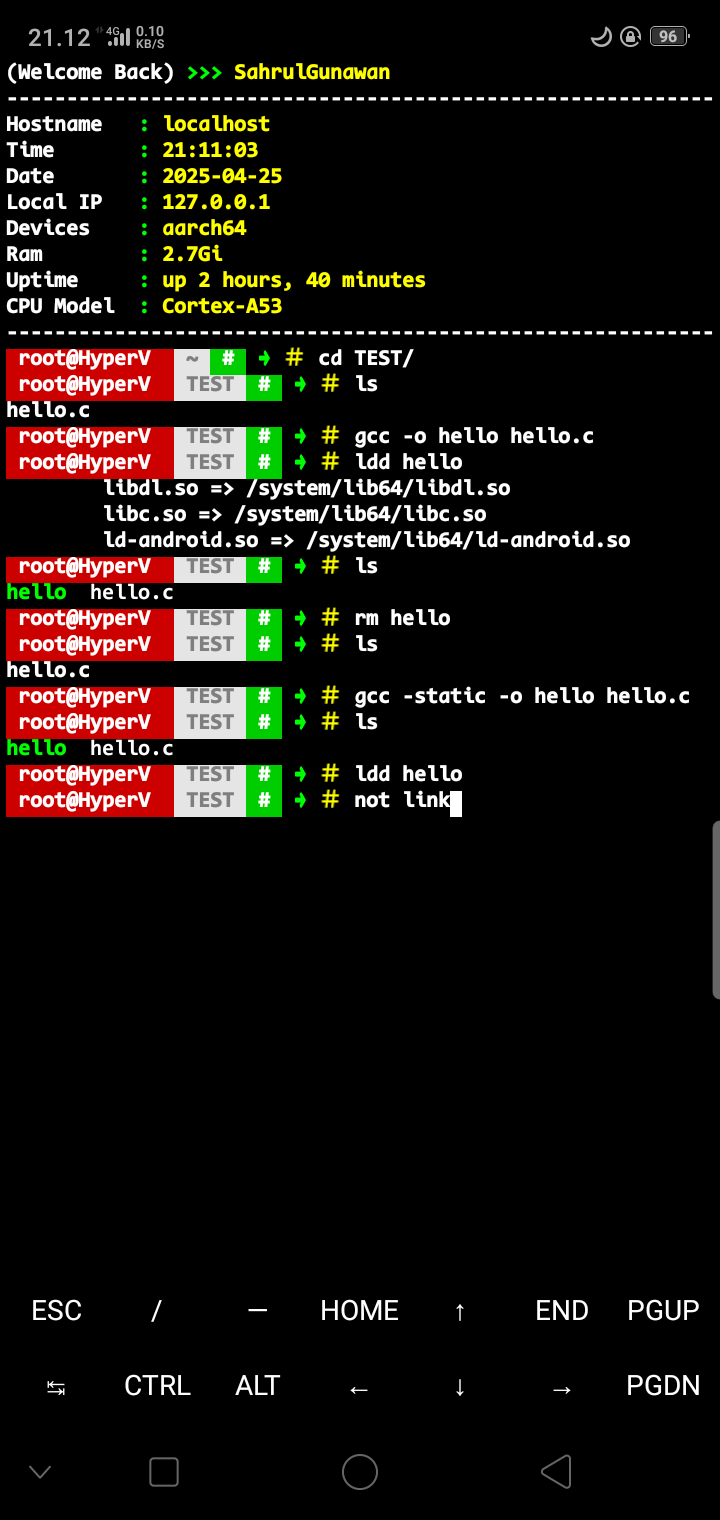 21.12 4G 0.10 KB/S 96
(Welcome Back) >>> SahrulGunawan
------------------------------------------------------------
Hostname : localhost
Time : 21:11:03
Date : 2025-04-25
Local IP : 127.0.0.1
Devices : aarch64
Ram : 2.7Gi
Uptime : up 2 hours, 40 minutes
CPU Model : Cortex-A53
------------------------------------------------------------
root@HyperV ~ # → # cd TEST/
root@HyperV TEST # → # ls
hello.c
root@HyperV TEST # → # gcc -o hello hello.c
root@HyperV TEST # → # ldd hello
libdl.so => /system/lib64/libdl.so
libc.so => /system/lib64/libc.so
ld-android.so => /system/lib64/ld-android.so
root@HyperV TEST # → # ls
hello hello.c
root@HyperV TEST # → # rm hello
root@HyperV TEST # → # ls
hello.c
root@HyperV TEST # → # gcc -static -o hello hello.c
root@HyperV TEST # → # ls
hello hello.c
root@HyperV TEST # → # ldd hello
root@HyperV TEST # → # not link
ESC / — HOME ↑ END PGUP
↹ CTRL ALT ← ↓ → PGDN